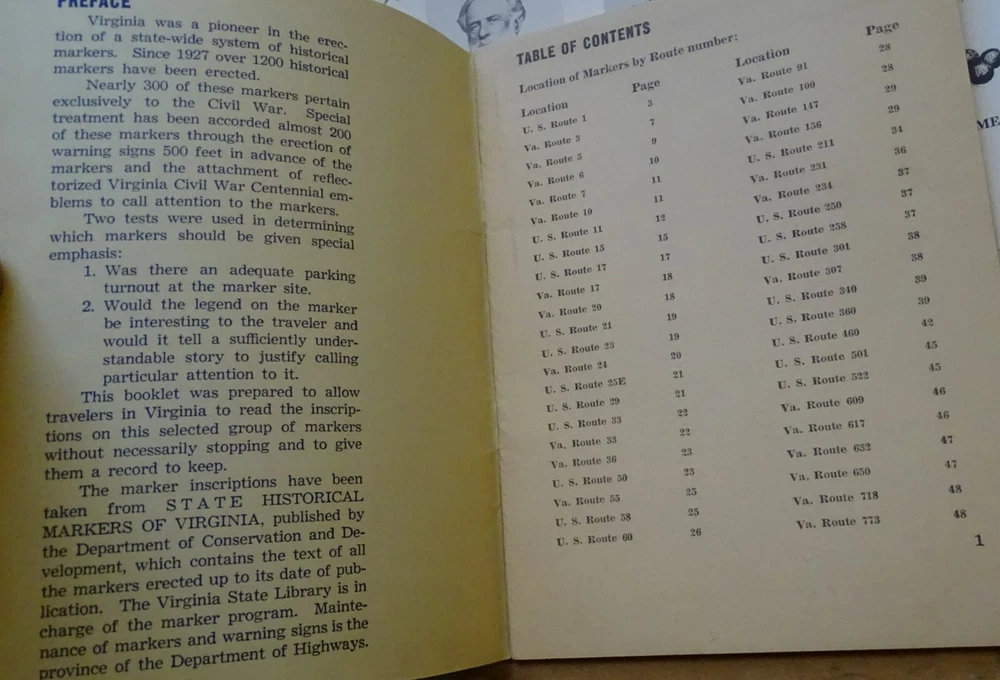 PREFACE
Virginia was a pioneer in the erec-
tion of a state-wide system of historical
markers. Since 1927 over 1200 historical
markers have been erected.
Nearly 300 of these markers pertain
exclusively to the Civil War. Special
treatment has been accorded almost 200
of these markers through the erection of
warning signs 500 feet in advance of the
markers and the attachment of reflec-
torized Virginia Civil War Centennial em-
blems to call attention to the markers.
Two tests were used in determining
which markers should be given special
emphasis:
1. Was there an adequate parking
turnout at the marker site.
2. Would the legend on the marker
be interesting to the traveler and
would it tell a sufficiently under-
standable story to justify calling
particular attention to it.
This booklet was prepared to allow
travelers in Virginia to read the inscrip-
tions on this selected group of markers
without necessarily stopping and to give
them a record to keep.
The marker inscriptions have been
taken from STATE HISTORICAL
MARKERS OF VIRGINIA, published by
the Department of Conservation and De-
velopment, which contains the text of all
the markers erected up to its date of pub-
lication. The Virginia State Library is in
charge of the marker program. Mainte-
nance of markers and warning signs is the
province of the Department of Highways.
TABLE OF CONTENTS
Location of Markers by Route number:
Location Page
U. S. Route 1 3
Va. Route 3 7
Va. Route 5 9
Va. Route 6 10
Va. Route 7 11
Va. Route 10 11
U. S. Route 11 12
U. S. Route 15 15
U. S. Route 17 17
Va. Route 17 18
Va. Route 20 18
U. S. Route 21 19
U. S. Route 23 19
Va. Route 24 20
U. S. Route 25E 21
U. S. Route 29 21
U. S. Route 33 22
Va. Route 33 22
Va. Route 36 23
U. S. Route 50 23
Va. Route 55 25
U. S. Route 58 25
U. S. Route 60 26
Location Page
Va. Route 91 28
Va. Route 100 28
Va. Route 147 29
Va. Route 156 29
U. S. Route 211 34
Va. Route 231 36
Va. Route 234 37
U. S. Route 250 37
U. S. Route 258 37
U. S. Route 301 38
Va. Route 307 38
U. S. Route 340 39
U. S. Route 360 39
U. S. Route 460 42
U. S. Route 501 45
U. S. Route 522 45
Va. Route 609 46
Va. Route 617 46
Va. Route 632 47
Va. Route 650 47
Va. Route 718 48
Va. Route 773 48
1
ME